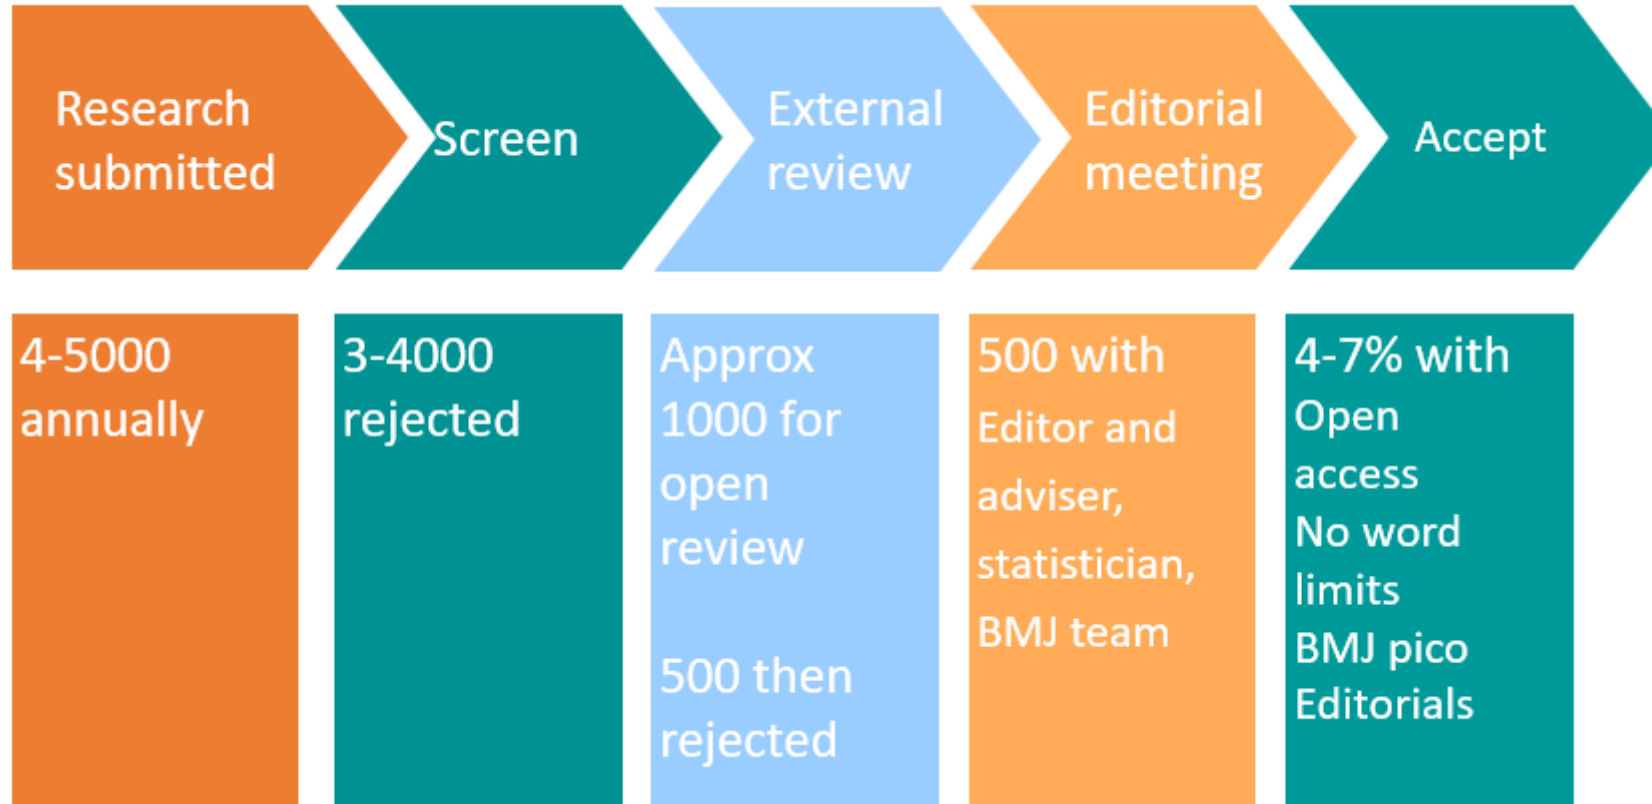 Research
submitted
Screen
External
review
Editorial
meeting
Accept
4-5000
annually
3-4000
rejected
Approx
1000 for
open
review
500 then
rejected
500 with
Editor and
adviser,
statistician,
BMJ team
4-7% with
Open
access
No word
limits
BMJ pico
Editorials